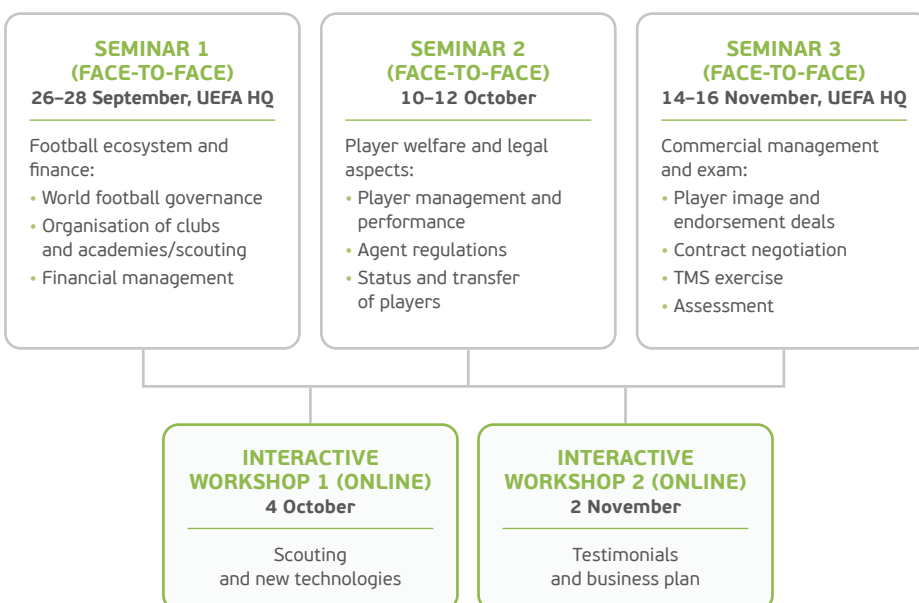 SEMINAR 1
(FACE-TO-FACE)
26–28 September, UEFA HQ
Football ecosystem and
finance:
• World football governance
• Organisation of clubs
and academies/scouting
• Financial management
SEMINAR 2
(FACE-TO-FACE)
10–12 October
Player welfare and legal
aspects:
• Player management and
performance
• Agent regulations
• Status and transfer
of players
SEMINAR 3
(FACE-TO-FACE)
14–16 November, UEFA HQ
Commercial management
and exam:
• Player image and
endorsement deals
• Contract negotiation
• TMS exercise
• Assessment
INTERACTIVE
WORKSHOP 1 (ONLINE)
4 October
Scouting
and new technologies
INTERACTIVE
WORKSHOP 2 (ONLINE)
2 November
Testimonials
and business plan